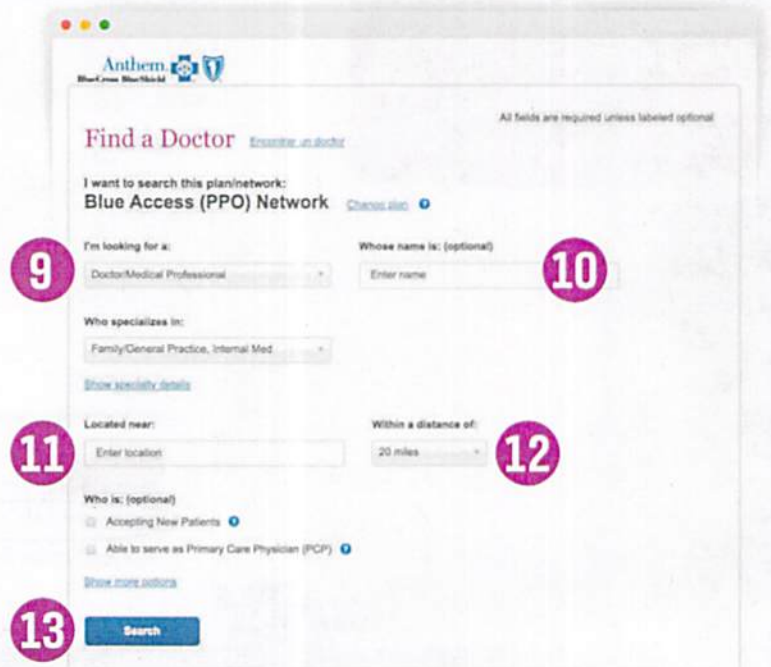 Anthem.
BlueCross BlueShield
All fields are required unless labeled optional
Find a Doctor Encontrar un doctor
I want to search this plan/network:
Blue Access (PPO) Network Change plan ?
9 I'm looking for a: Whose name is: (optional) 10
Doctor/Medical Professional Enter name
Who specializes in:
Family/General Practice, Internal Med
Show specialty details
11 Located near: Within a distance of: 12
Enter location 20 miles
Who is: (optional)
Accepting New Patients ?
Able to serve as Primary Care Physician (PCP) ?
Show more options
13 Search